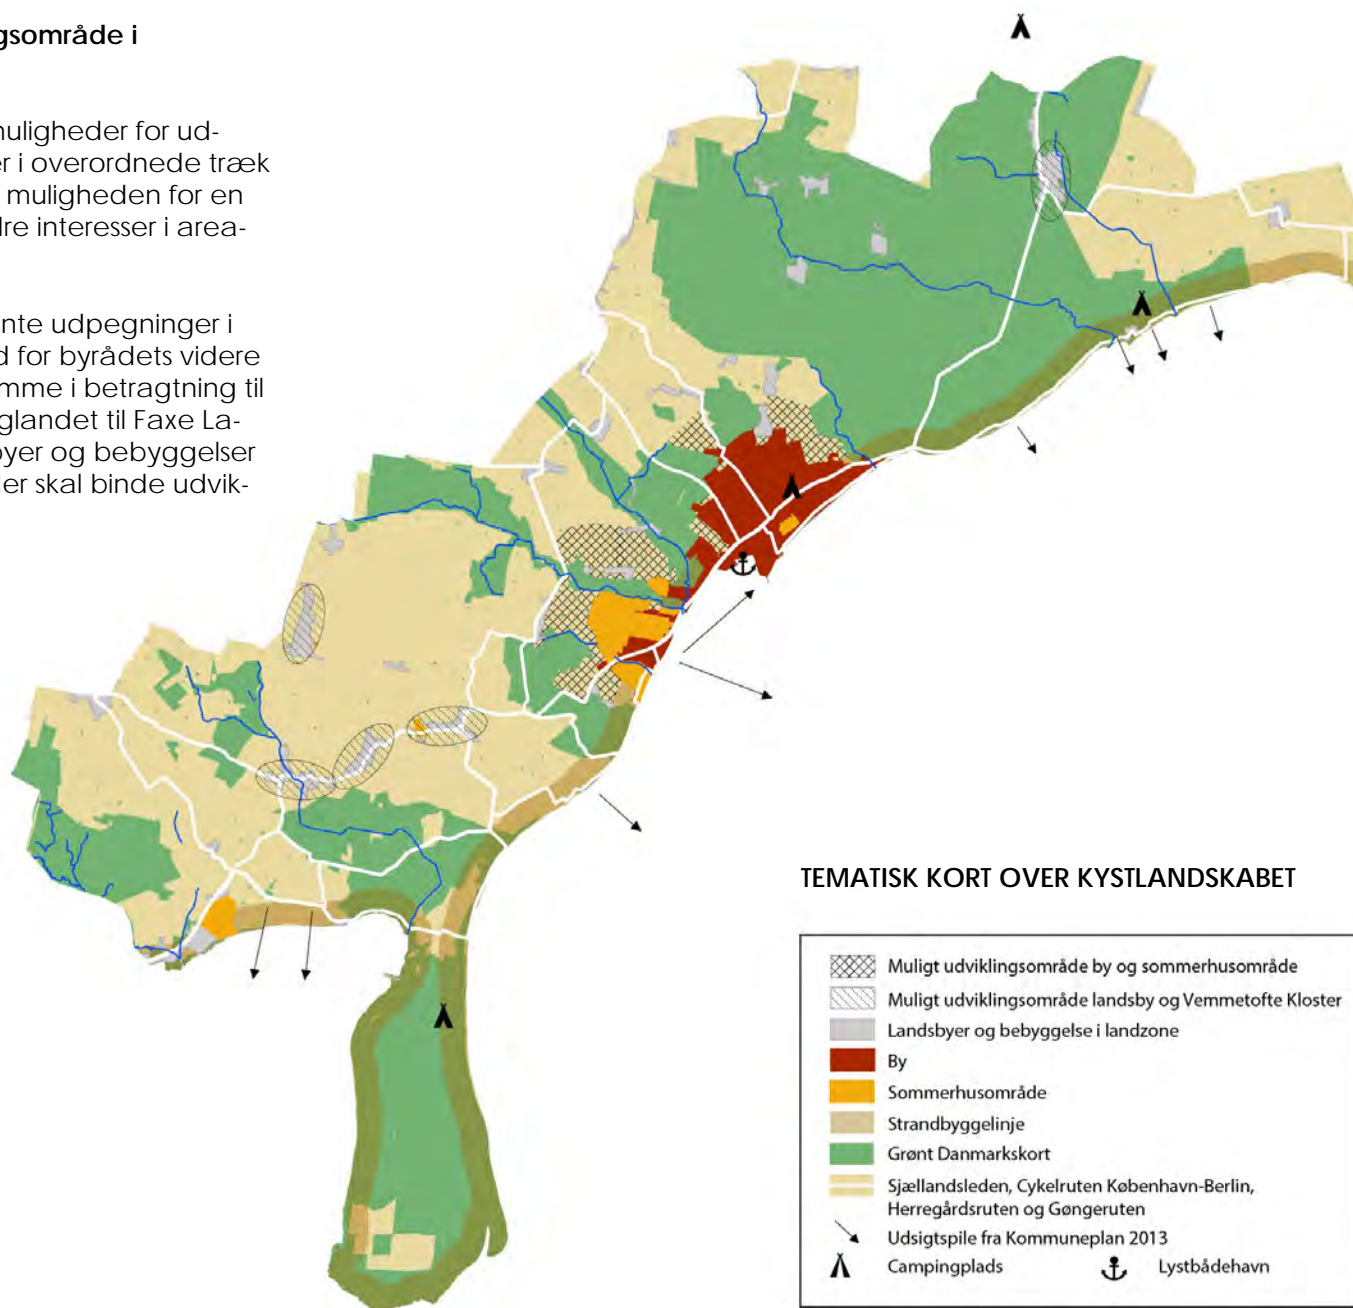 gsområde i
nuligheder for ud-
er i overordnede træk
muligheden for en
dre interesser i area-
nte udpegninger i
d for byrådets videre
mme i betragtning til
glandet til Faxe La-
byer og bebyggelser
der skal binde udvik-
TEMATISK KORT OVER KYSTLANDSKABET
Muligt udviklingsområde by og sommerhusområde
Muligt udviklingsområde landsby og Vemmetofte Kloster
Landsbyer og bebyggelse i landzone
By
Sommerhusområde
Strandbyggelinje
Grønt Danmarkskort
Sjællandsleden, Cykelruten København-Berlin,
Herregårdsruten og Gøngeruten
Udsigtspile fra Kommuneplan 2013
Campingplads
Lystbådehavn